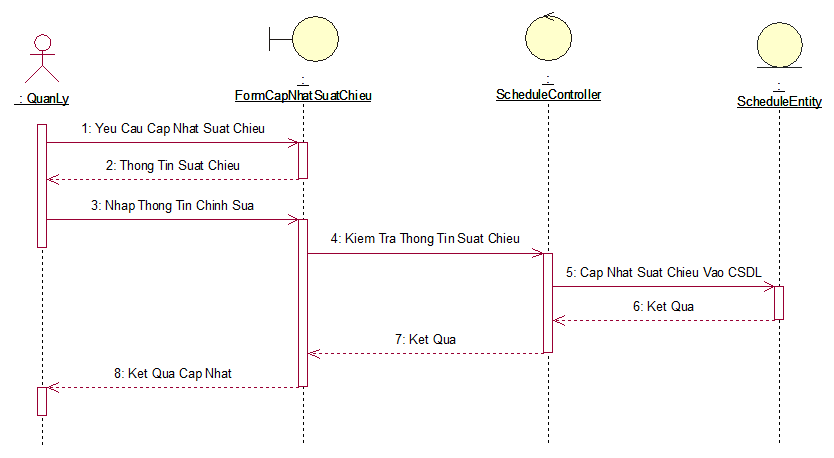 : QuanLy
:
FormCapNhatSuatChieu
:
ScheduleController
:
ScheduleEntity
1: Yeu Cau Cap Nhat Suat Chieu
2: Thong Tin Suat Chieu
3: Nhap Thong Tin Chinh Sua
4: Kiem Tra Thong Tin Suat Chieu
5: Cap Nhat Suat Chieu Vao CSDL
6: Ket Qua
7: Ket Qua
8: Ket Qua Cap Nhat